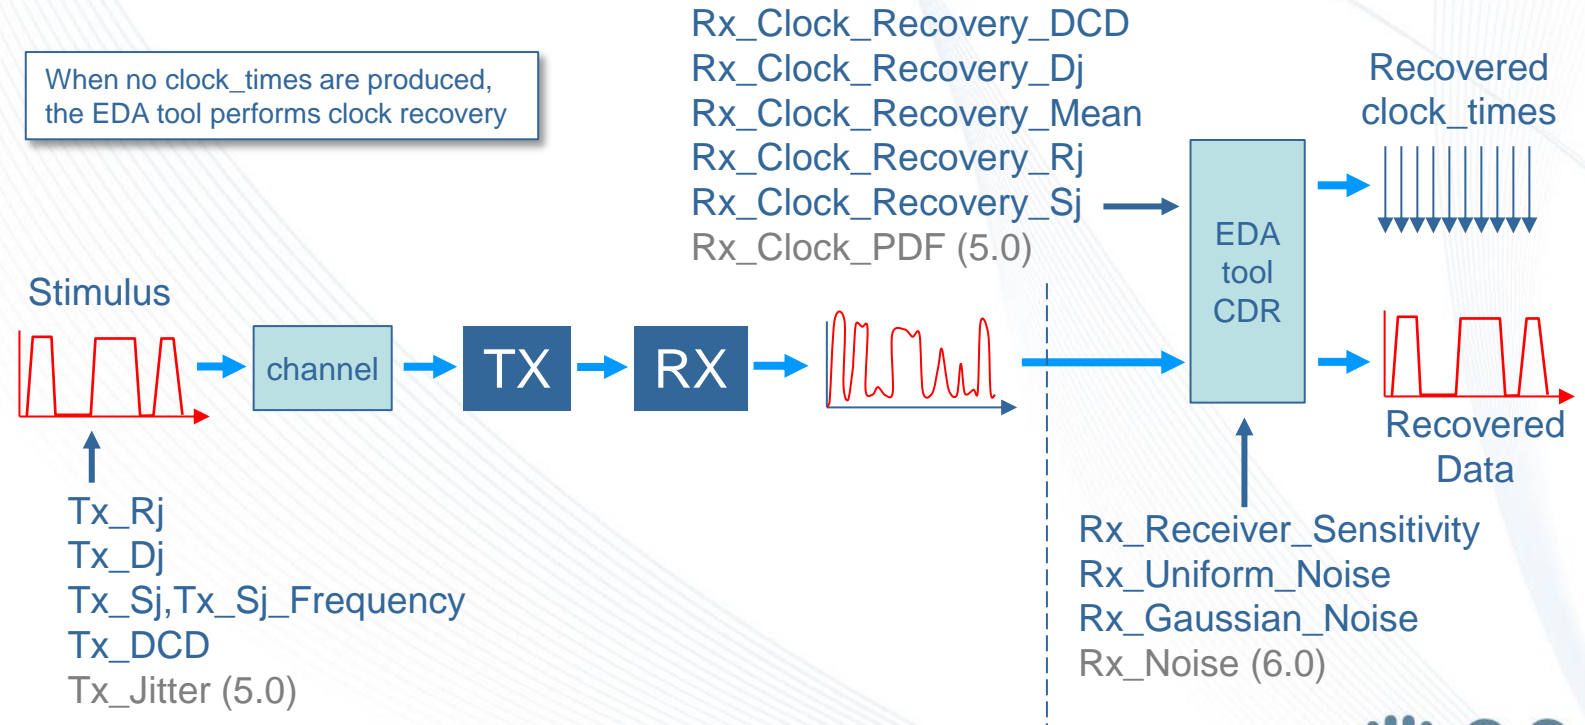 When no clock_times are produced,
the EDA tool performs clock recovery
Rx_Clock_Recovery_DCD
Rx_Clock_Recovery_Dj
Rx_Clock_Recovery_Mean
Rx_Clock_Recovery_Rj
Rx_Clock_Recovery_Sj
Rx_Clock_PDF (5.0)
Recovered
clock_times
EDA
tool
CDR
Stimulus
channel
TX
RX
Recovered
Data
Tx_Rj
Tx_Dj
Tx_Sj,Tx_Sj_Frequency
Tx_DCD
Tx_Jitter (5.0)
Rx_Receiver_Sensitivity
Rx_Uniform_Noise
Rx_Gaussian_Noise
Rx_Noise (6.0)